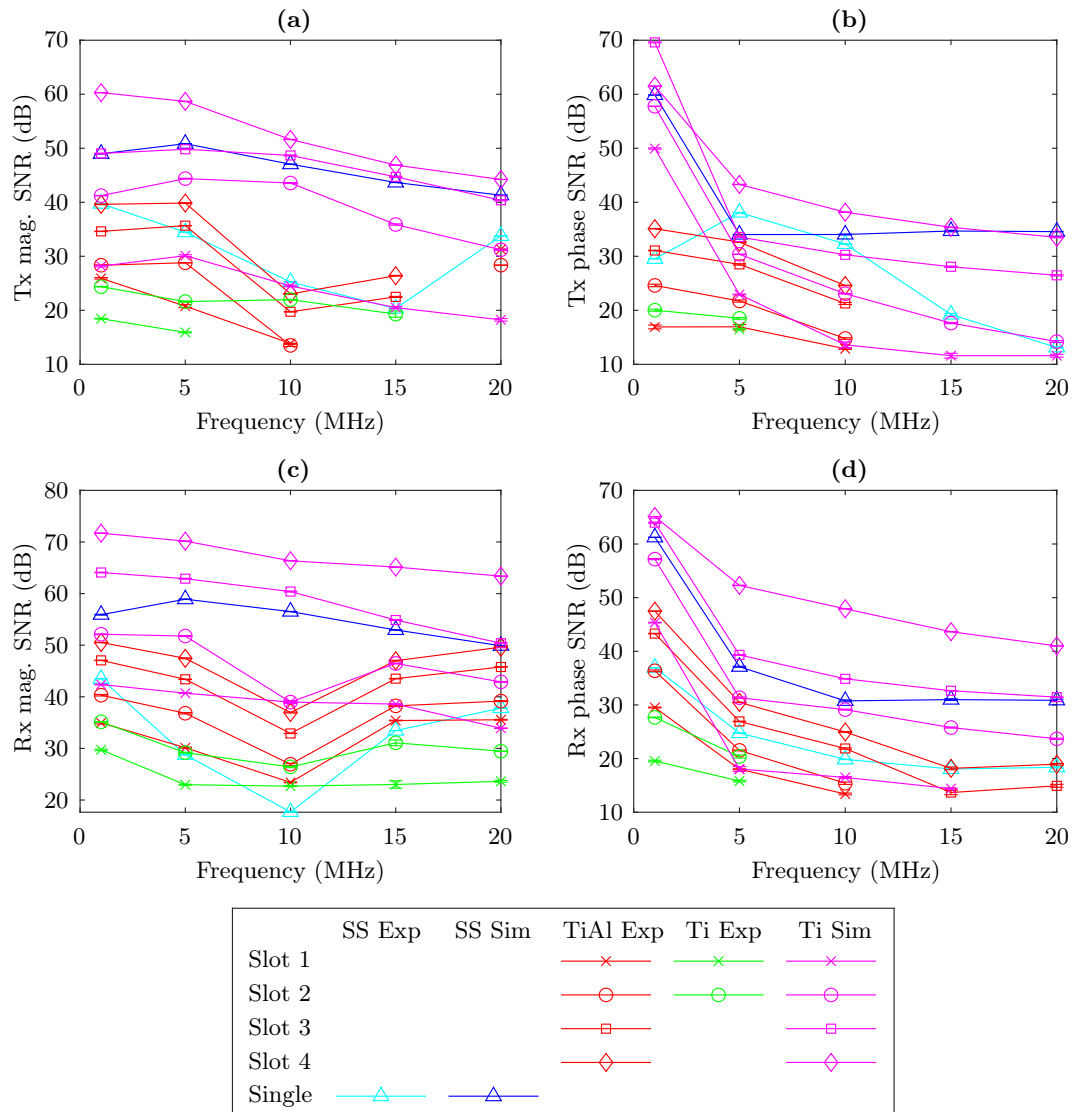 (a)
70
60
50
40
30
20
10
Tx mag. SNR (dB)
0 5 10 15 20
Frequency (MHz)
(b)
70
60
50
40
30
20
10
Tx phase SNR (dB)
0 5 10 15 20
Frequency (MHz)
(c)
80
70
60
50
40
30
20
Rx mag. SNR (dB)
0 5 10 15 20
Frequency (MHz)
(d)
70
60
50
40
30
20
10
Rx phase SNR (dB)
0 5 10 15 20
Frequency (MHz)
SS Exp SS Sim TiAl Exp Ti Exp Ti Sim
Slot 1
Slot 2
Slot 3
Slot 4
Single